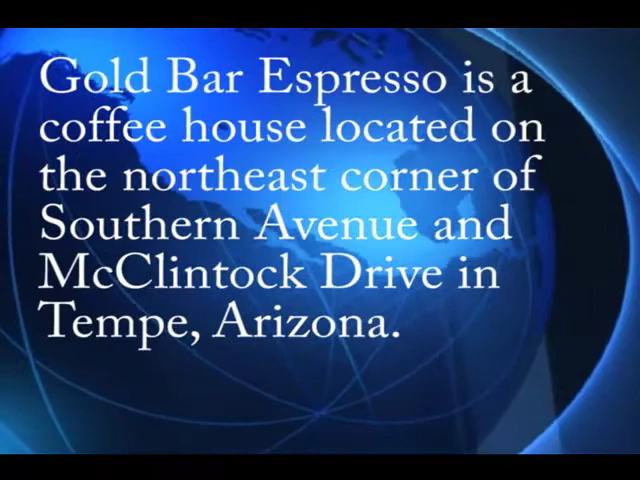 Gold Bar Espresso is a
coffee house located on
the northeast corner of
Southern Avenue and
McClintock Drive in
Tempe, Arizona.